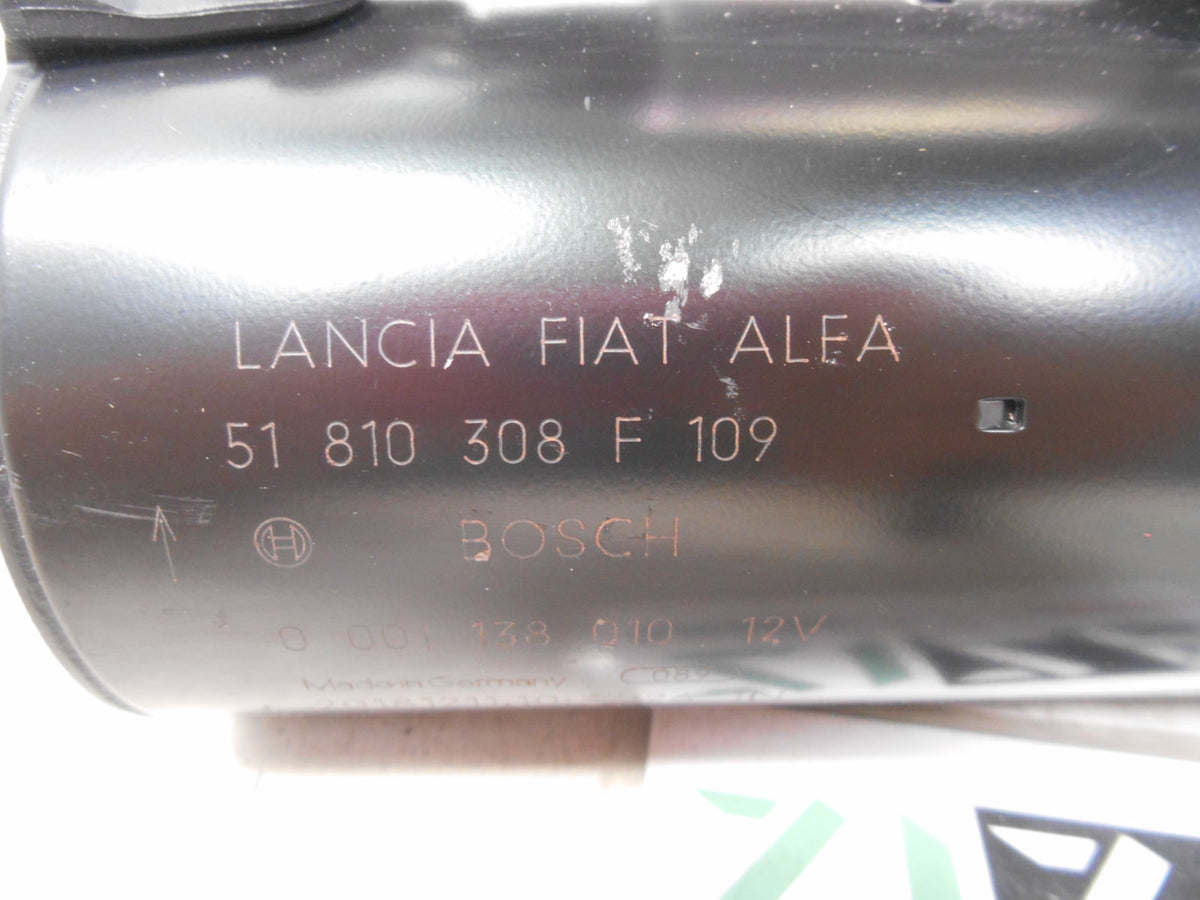 LANCIA FIAT ALFA
51 810 308 F 109
BOSCH
0 001 138 010 12V
Made in Germany